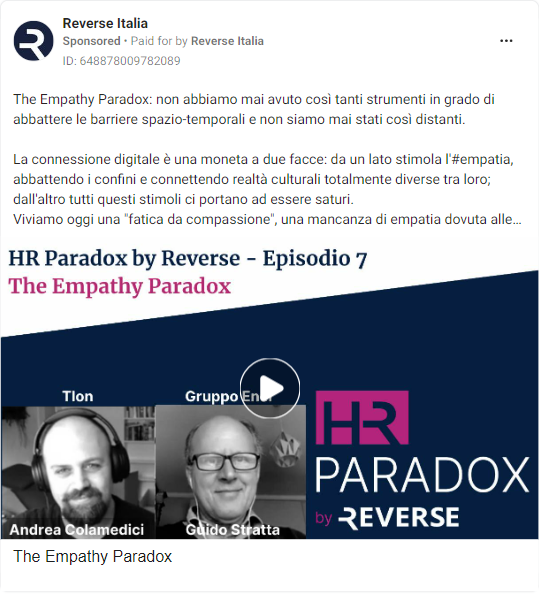 Reverse Italia
Sponsored • Paid for by Reverse Italia
ID: 648878009782089
The Empathy Paradox: non abbiamo mai avuto così tanti strumenti in grado di
abbattere le barriere spazio-temporali e non siamo mai stati così distanti.
La connessione digitale è una moneta a due facce: da un lato stimola l'#empatia,
abbattendo i confini e connettendo realtà culturali totalmente diverse tra loro;
dall'altro tutti questi stimoli ci portano ad essere saturi.
Viviamo oggi una "fatica da compassione", una mancanza di empatia dovuta alle...
HR Paradox by Reverse - Episodio 7
The Empathy Paradox
Tlon
Gruppo
Andrea Colamedici
Guido Stratta
HR
PARADOX
by REVERSE
The Empathy Paradox